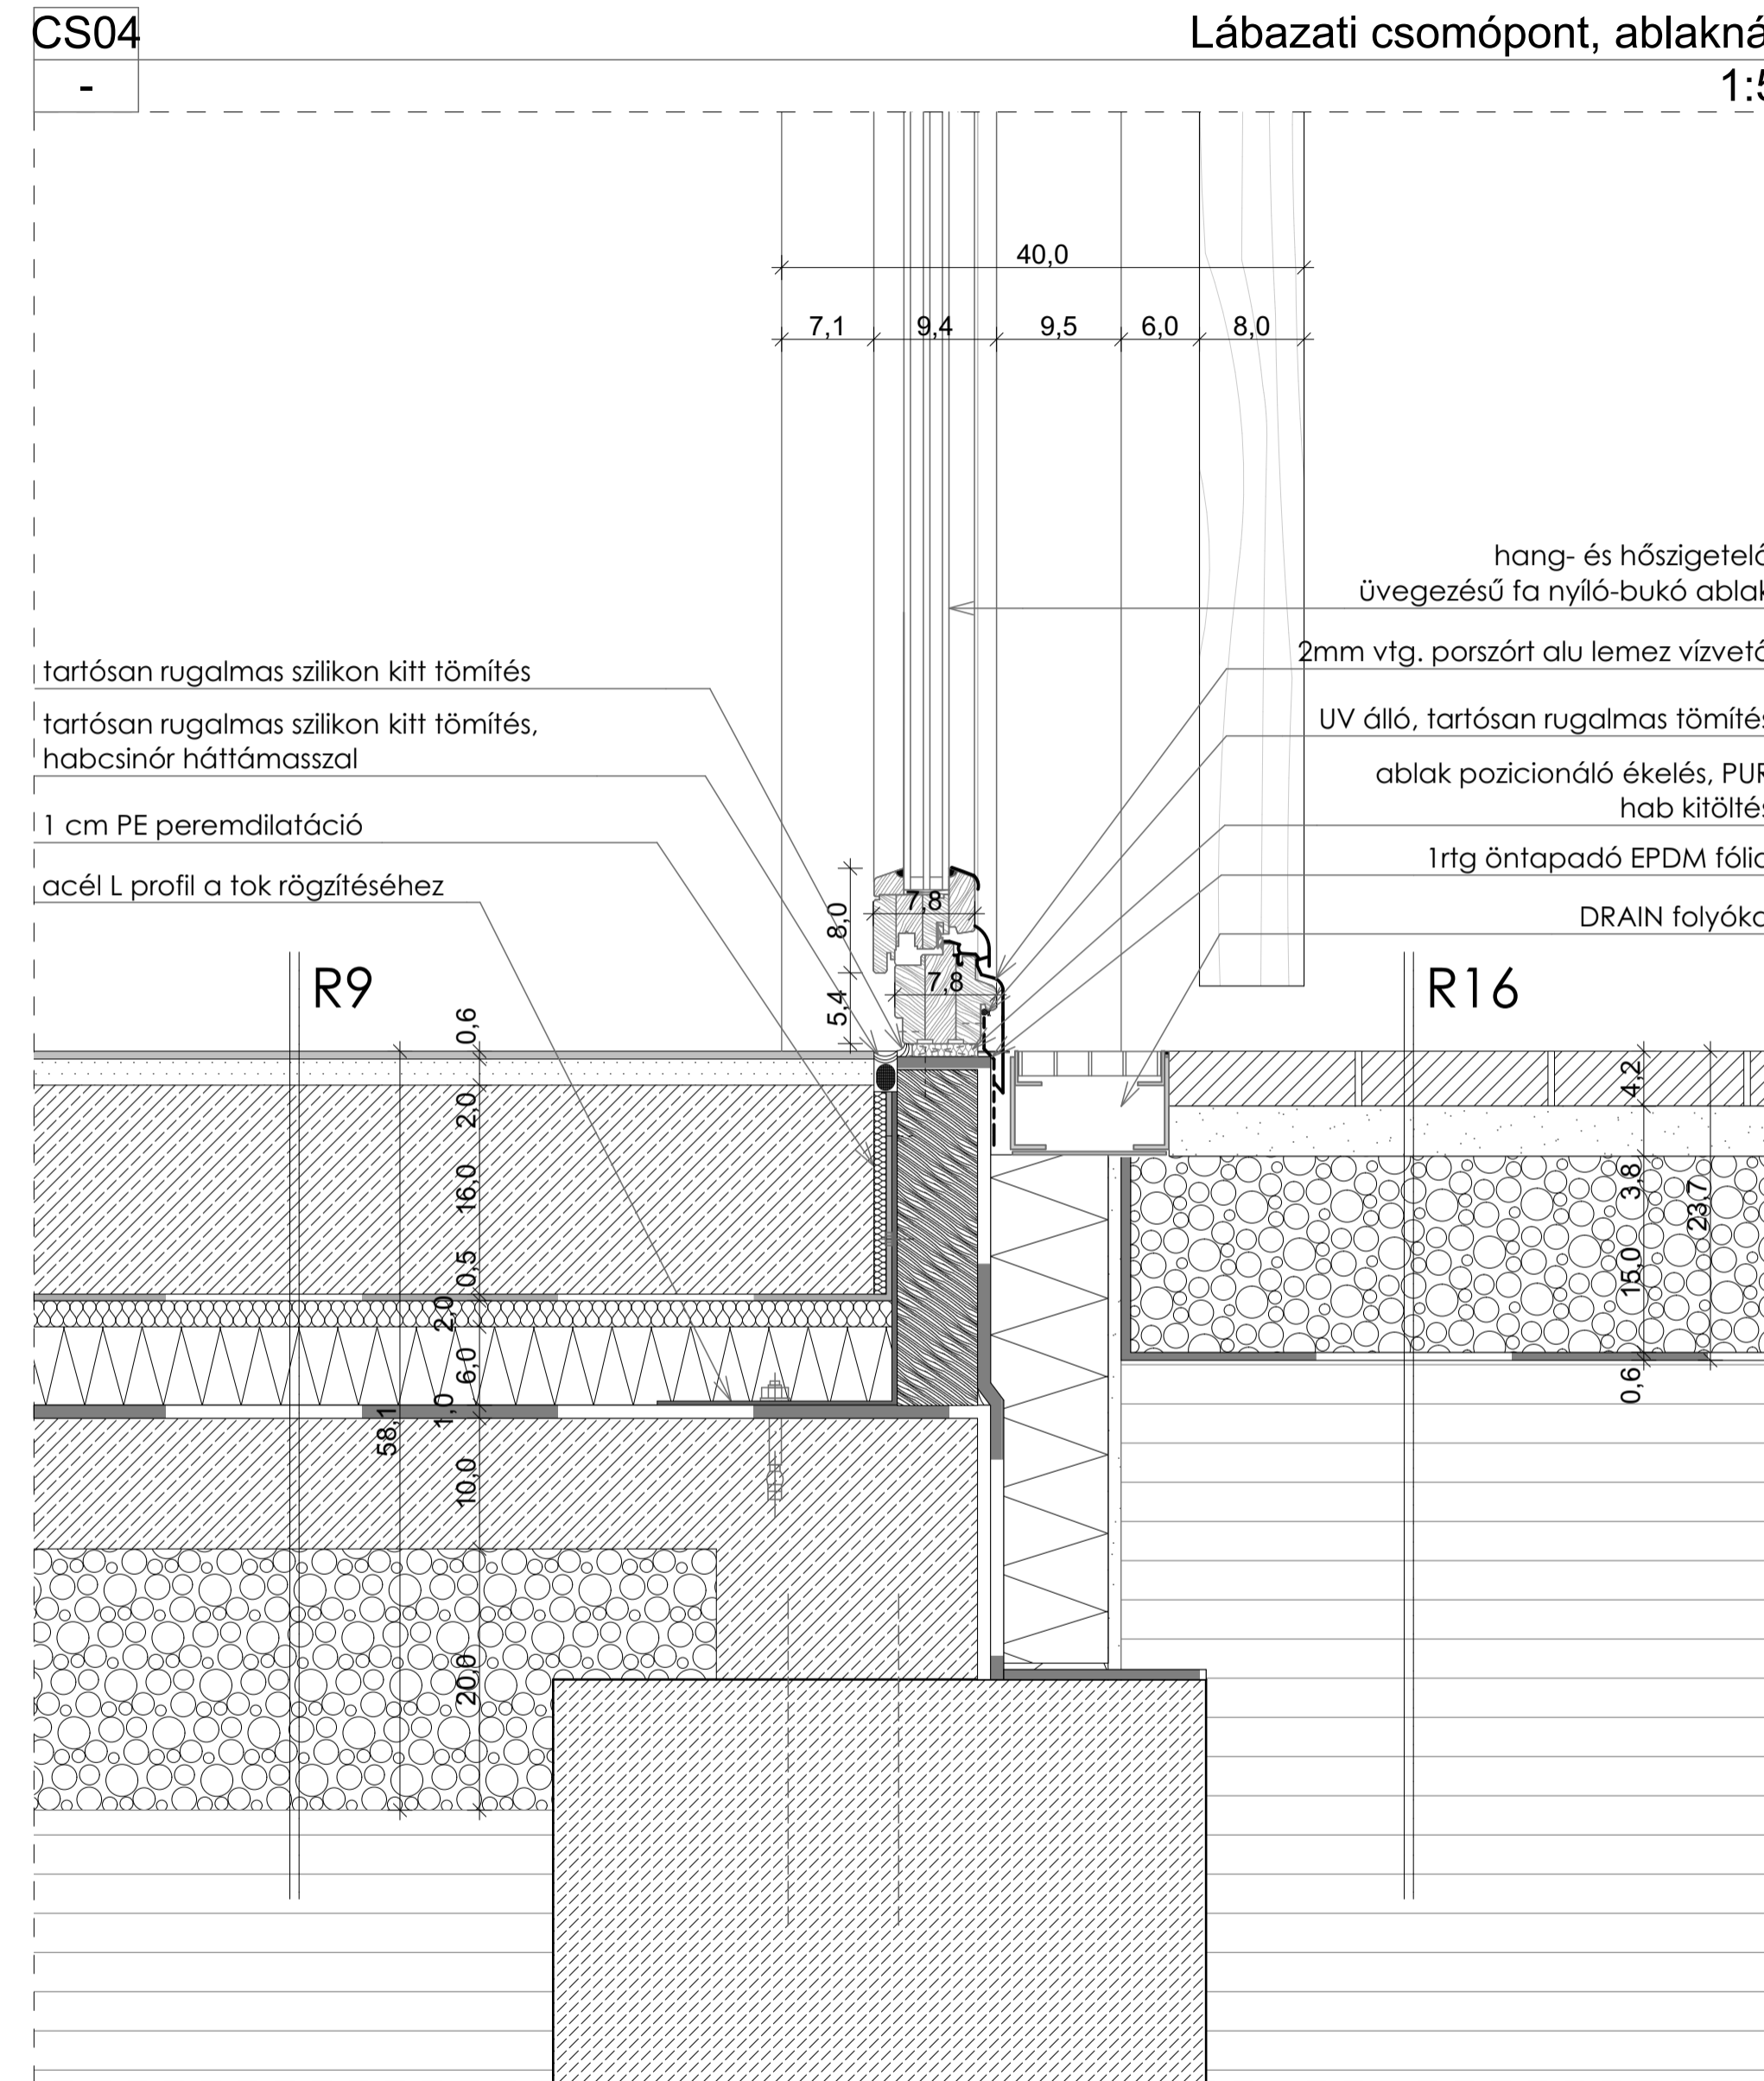 CS04
Lábazati csomópont, ablakná
-
1:5
40,0
7,1
9,4
9,5
6,0
8,0
hang- és hőszigetelő
üvegezésű fa nyíló-bukó ablak
2mm vtg. porszórt alu lemez vízvető
UV álló, tartósan rugalmas tömítés
ablak pozicionáló ékelés, PUR
hab kitöltés
1rtg öntapadó EPDM fólia
DRAIN folyóka
tartósan rugalmas szilikon kitt tömítés
tartósan rugalmas szilikon kitt tömítés,
habcsinór háttámasszal
1 cm PE peremdilatáció
acél L profil a tok rögzítéséhez
8,0
7,8
5,4
7,8
R9
R16
0,6
2,0
16,0
0,5
2,0
6,0
1,0
58,1
10,0
20,0
4,2
3,8
23,7
15,0
0,6